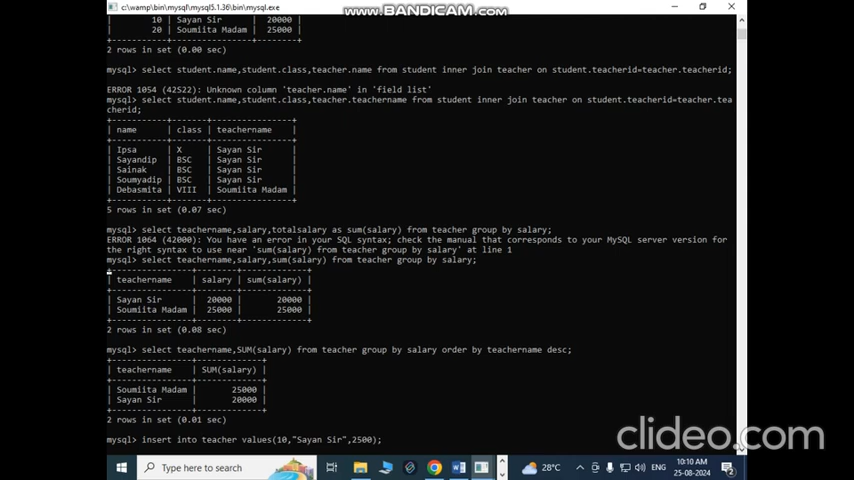 www.BANDICAM.com
c:\wamp\bin\mysql\mysql5.1.36\bin\mysql.exe
|        10 | Sayan Sir      |  20000 |
|        20 | Soumiita Madam |  25000 |
+-----------+----------------+--------+
2 rows in set (0.00 sec)
mysql> select student.name,student.class,teacher.name from student inner join teacher on student.teacherid=teacher.teacherid;
ERROR 1054 (42S22): Unknown column 'teacher.name' in 'field list'
mysql> select student.name,student.class,teacher.teachername from student inner join teacher on student.teacherid=teacher.tea
cherid;
+-----------+-------+----------------+
| name      | class | teachername    |
+-----------+-------+----------------+
| Ipsa      | X     | Sayan Sir      |
| Sayandip  | BSC   | Sayan Sir      |
| Sainak    | BSC   | Sayan Sir      |
| Soumyadip | BSC   | Sayan Sir      |
| Debasmita | VIII  | Soumiita Madam |
+-----------+-------+----------------+
5 rows in set (0.07 sec)
mysql> select teachername,salary,totalsalary as sum(salary) from teacher group by salary;
ERROR 1064 (42000): You have an error in your SQL syntax; check the manual that corresponds to your MySQL server version for
the right syntax to use near 'sum(salary) from teacher group by salary' at line 1
mysql> select teachername,salary,sum(salary) from teacher group by salary;
+----------------+--------+-------------+
| teachername    | salary | sum(salary) |
+----------------+--------+-------------+
| Sayan Sir      |  20000 |       20000 |
| Soumiita Madam |  25000 |       25000 |
+----------------+--------+-------------+
2 rows in set (0.08 sec)
mysql> select teachername,SUM(salary) from teacher group by salary order by teachername desc;
+----------------+-------------+
| teachername    | SUM(salary) |
+----------------+-------------+
| Soumiita Madam |       25000 |
| Sayan Sir      |       20000 |
+----------------+-------------+
2 rows in set (0.01 sec)
mysql> insert into teacher values(10,"Sayan Sir",2500);
clideo.com
Type here to search
28°C
ENG
10:10 AM
25-08-2024
2